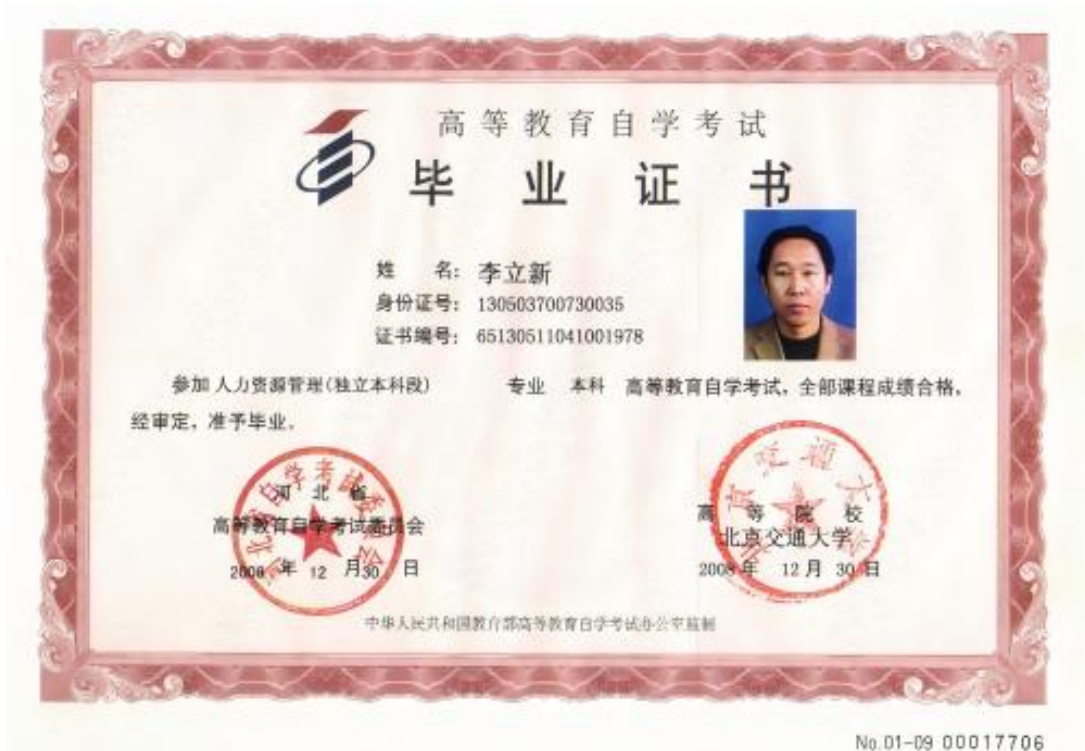 高等教育自学考试
毕业证书
姓 名: 李立新
身份证号: 130503700730035
证书编号: 65130511041001978
参加 人力资源管理(独立本科段) 专业 本科 高等教育自学考试，全部课程成绩合格，
经审定，准予毕业。
河北省
高等教育自学考试委员会
2008 年 12 月 30 日
高等院校
北京交通大学
2008 年 12 月 30 日
中华人民共和国教育部高等教育自学考试办公室监制
No.01-09 00017706